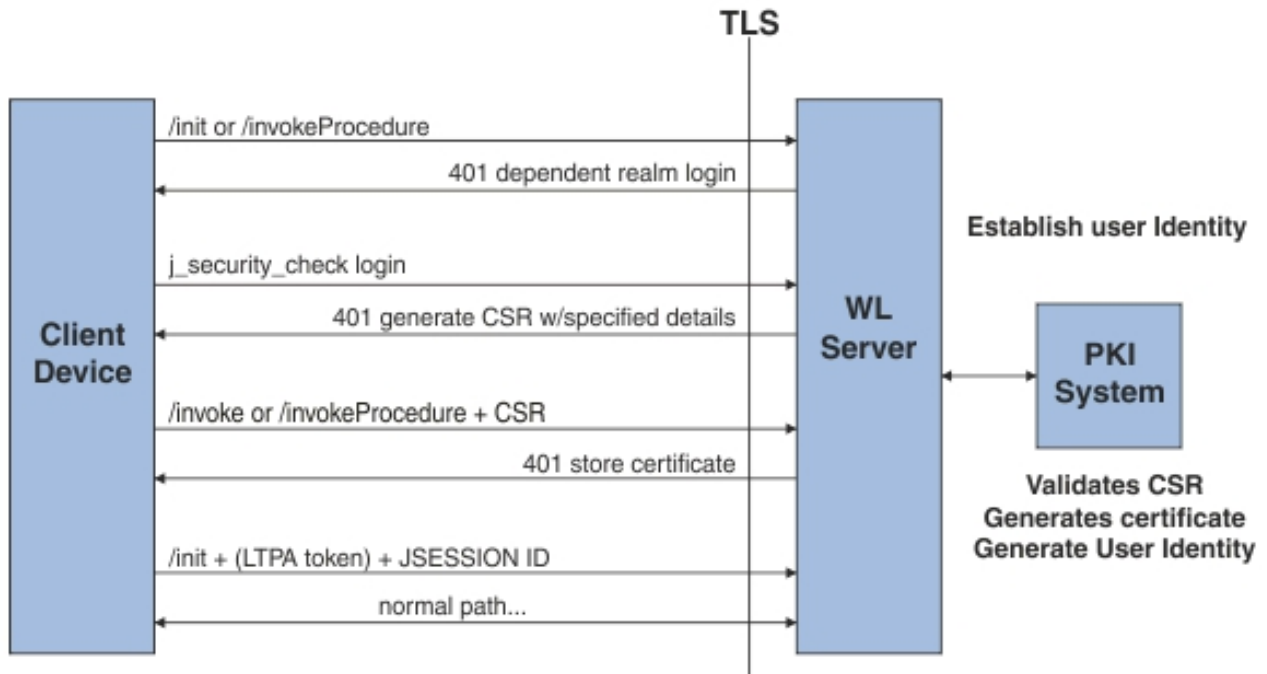 TLS
/init or /invokeProcedure
401 dependent realm login
Establish user Identity
j_security_check login
401 generate CSR w/specified details
Client
Device
WL
Server
PKI
System
/invoke or /invokeProcedure + CSR
401 store certificate
Validates CSR
Generates certificate
Generate User Identity
/init + (LTPA token) + JSESSION ID
normal path...